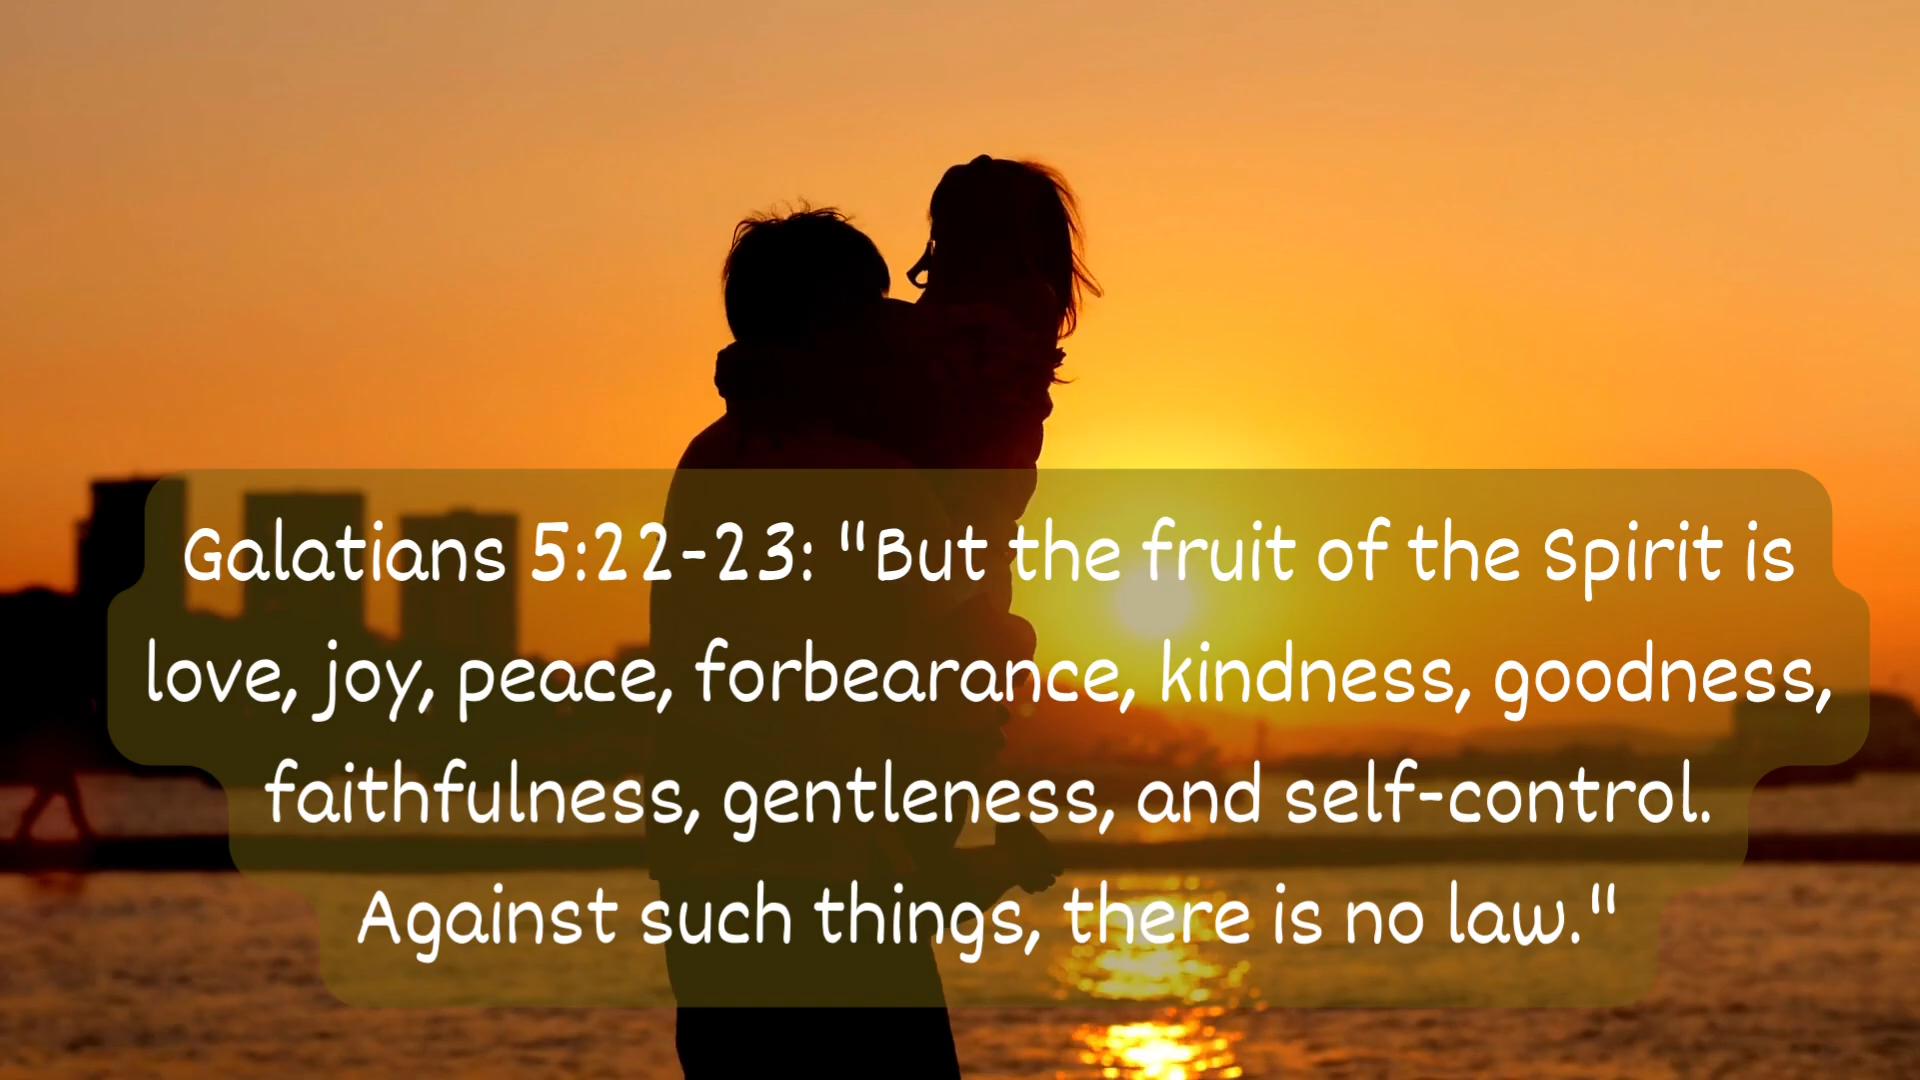 Galatians 5:22-23: "But the fruit of the Spirit is
love, joy, peace, forbearance, kindness, goodness,
faithfulness, gentleness, and self-control.
Against such things, there is no law."